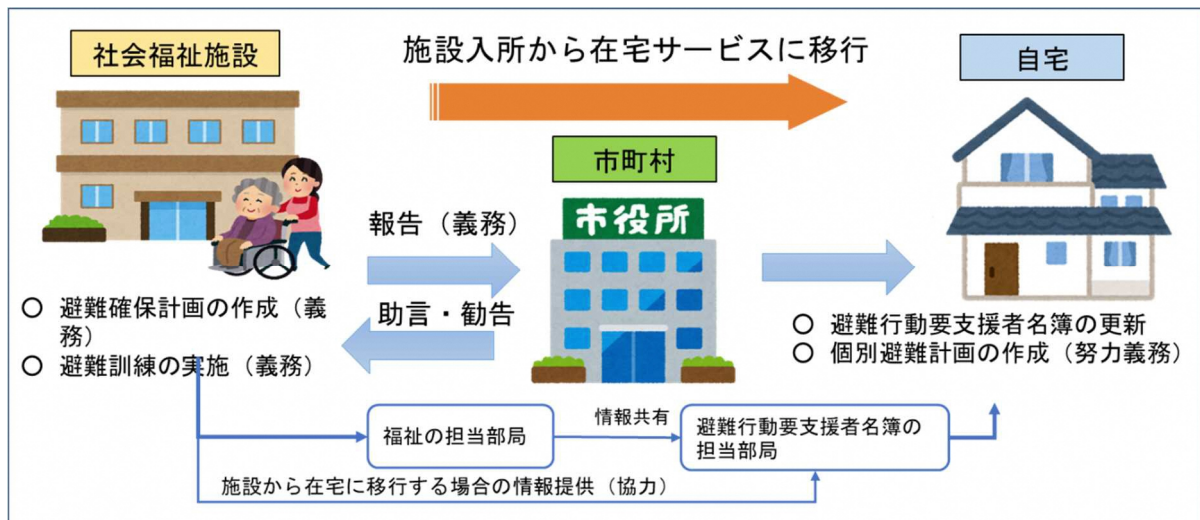 社会福祉施設
施設入所から在宅サービスに移行
自宅
市町村
市役所
報告（義務）
助言・勧告
○ 避難確保計画の作成（義
務）
○ 避難訓練の実施（義務）
○ 避難行動要支援者名簿の更新
○ 個別避難計画の作成（努力義務）
福祉の担当部局
情報共有
避難行動要支援者名簿の
担当部局
施設から在宅に移行する場合の情報提供（協力）